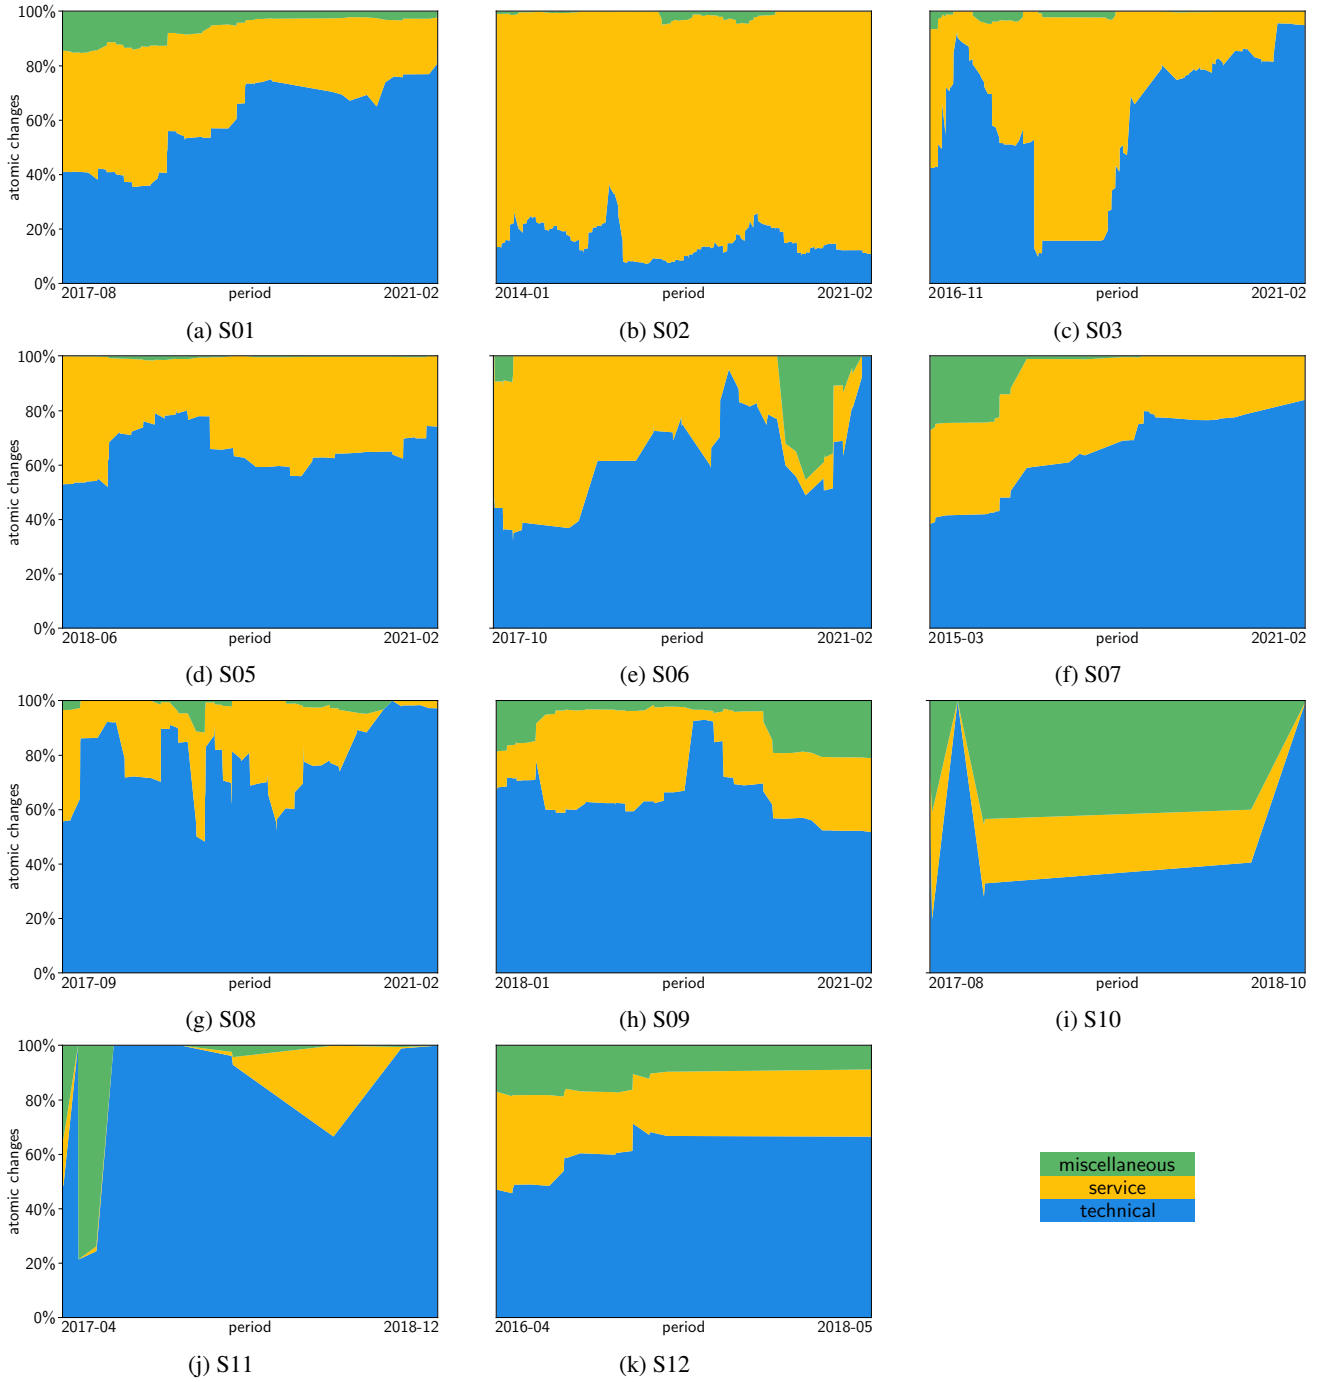 100%
80%
60%
40%
20%
0%
atomic changes
2017-08 period 2021-02
2014-01 period 2021-02
2016-11 period 2021-02
(a) S01
(b) S02
(c) S03
100%
80%
60%
40%
20%
0%
atomic changes
2018-06 period 2021-02
2017-10 period 2021-02
2015-03 period 2021-02
(d) S05
(e) S06
(f) S07
100%
80%
60%
40%
20%
0%
atomic changes
2017-09 period 2021-02
2018-01 period 2021-02
2017-08 period 2018-10
(g) S08
(h) S09
(i) S10
100%
80%
60%
40%
20%
0%
atomic changes
2017-04 period 2018-12
2016-04 period 2018-05
miscellaneous
service
technical
(j) S11
(k) S12